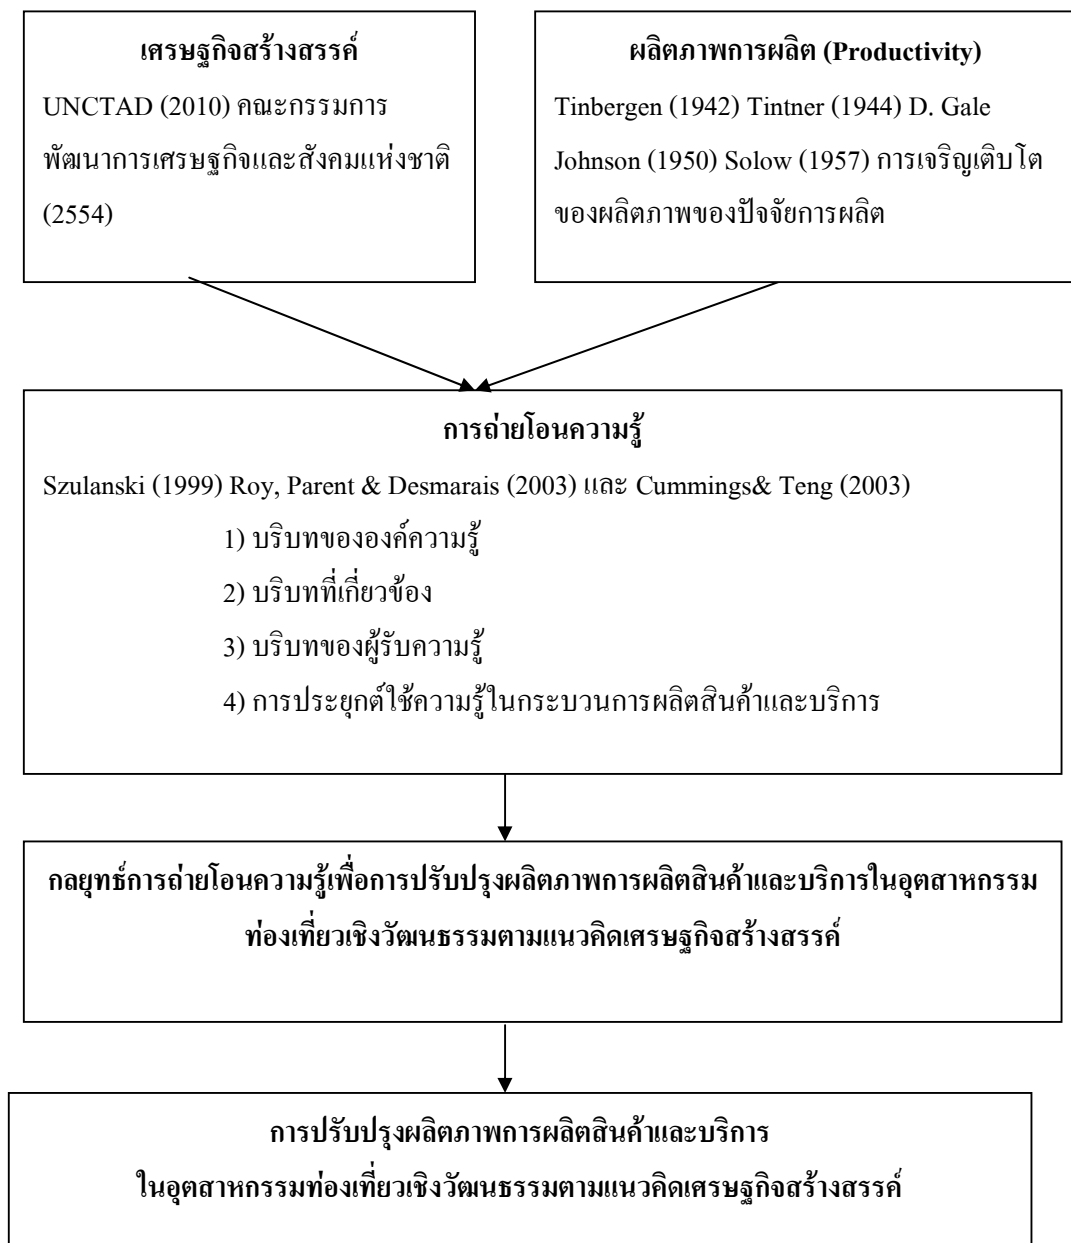 เศรษฐกิจสร้างสรรค์
UNCTAD (2010) คณะกรรมการ
พัฒนาการเศรษฐกิจและสังคมแห่งชาติ
(2554)
ผลิตภาพการผลิต (Productivity)
Tinbergen (1942) Tintner (1944) D. Gale
Johnson (1950) Solow (1957) การเจริญเติบโต
ของผลิตภาพของปัจจัยการผลิต
การถ่ายโอนความรู้
Szulanski (1999) Roy, Parent & Desmarais (2003) และ Cummings& Teng (2003)
1) บริบทขององค์ความรู้
2) บริบทที่เกี่ยวข้อง
3) บริบทของผู้รับความรู้
4) การประยุกต์ใช้ความรู้ในกระบวนการผลิตสินค้าและบริการ
กลยุทธ์การถ่ายโอนความรู้เพื่อการปรับปรุงผลิตภาพการผลิตสินค้าและบริการในอุตสาหกรรม
ท่องเที่ยวเชิงวัฒนธรรมตามแนวคิดเศรษฐกิจสร้างสรรค์
การปรับปรุงผลิตภาพการผลิตสินค้าและบริการ
ในอุตสาหกรรมท่องเที่ยวเชิงวัฒนธรรมตามแนวคิดเศรษฐกิจสร้างสรรค์